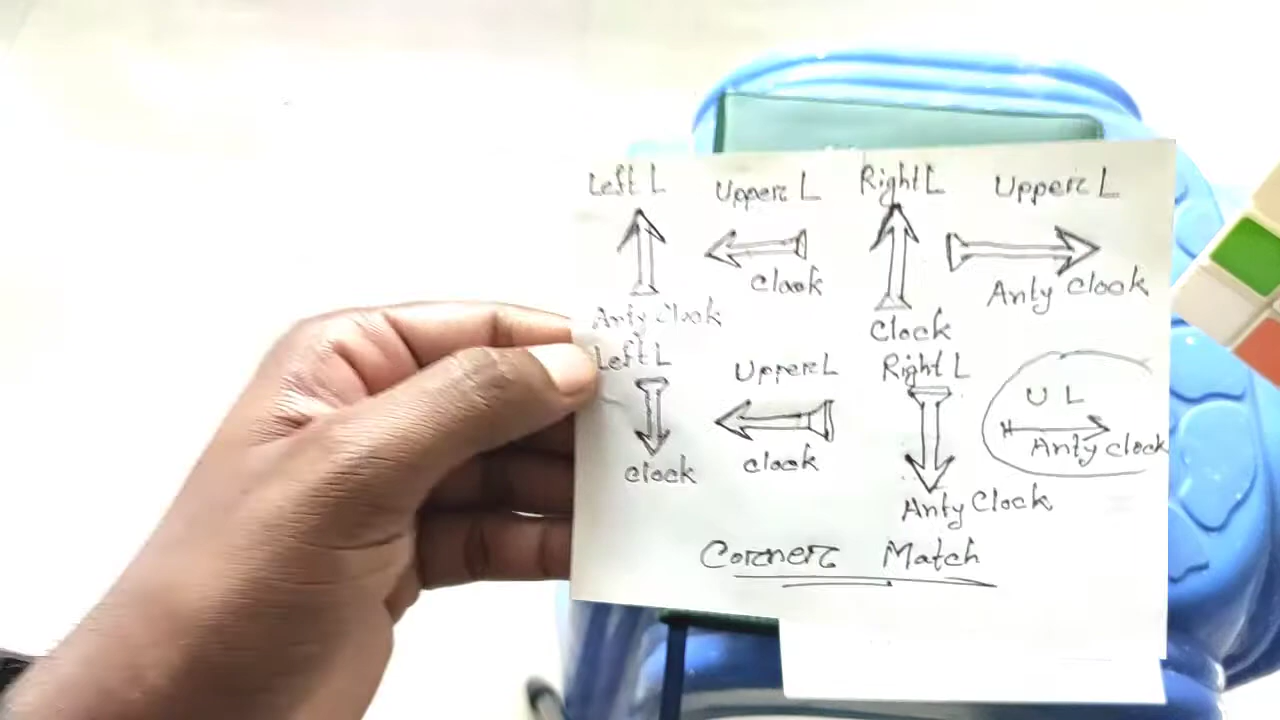 Left L Upper L Right L Upper L
Clock Anty Clock
Anty Clock Clock
Left L Upper L Right L U L
Anty clock
Clock Clock
Anty Clock
Corner Match